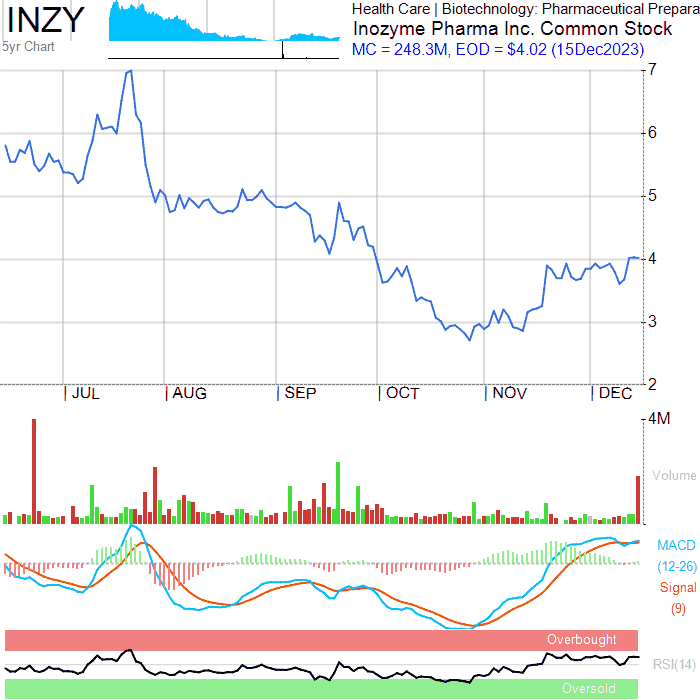 INZY
5yr Chart
Health Care | Biotechnology: Pharmaceutical Prepara
Inozyme Pharma Inc. Common Stock
MC = 248.3M, EOD = $4.02 (15Dec2023)
7
6
5
4
3
2
JUL AUG SEP OCT NOV DEC
4M
Volume
MACD
(12-26)
Signal
(9)
Overbought
RSI(14)
Oversold